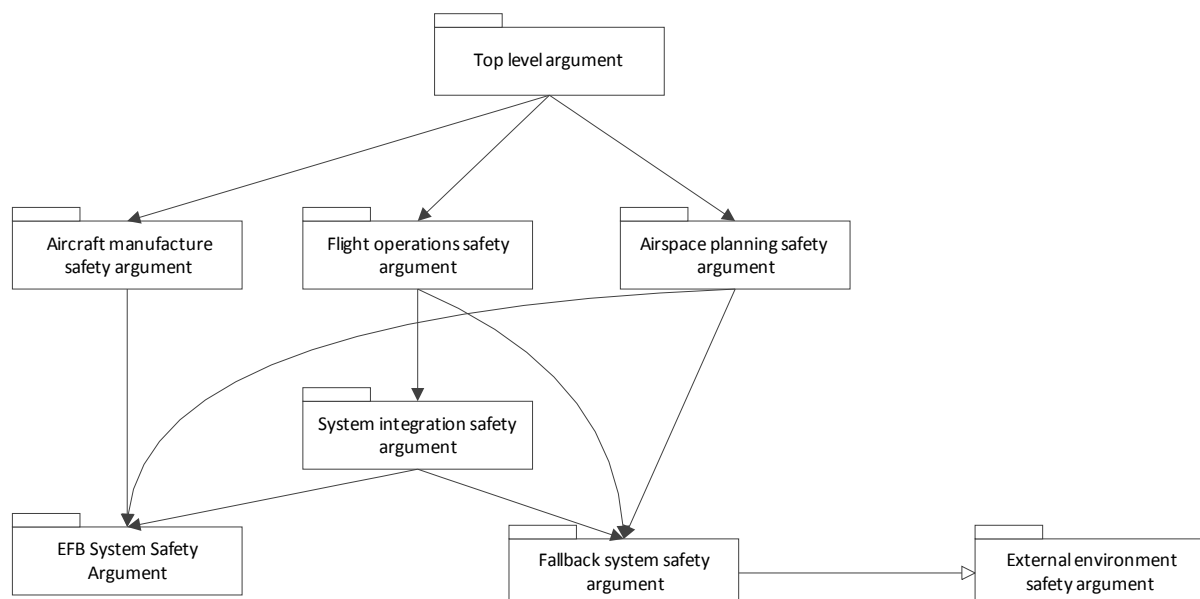 Top level argument
Aircraft manufacture
safety argument
Flight operations safety
argument
Airspace planning safety
argument
System integration safety
argument
EFB System Safety
Argument
Fallback system safety
argument
External environment
safety argument